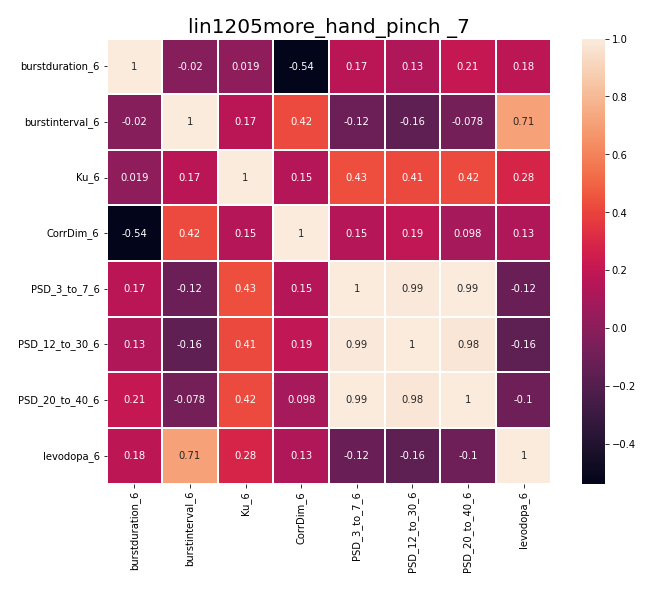 lin1205more_hand_pinch _7
burstduration_6 1 -0.02 0.019 -0.54 0.17 0.13 0.21 0.18
burstinterval_6 -0.02 1 0.17 0.42 -0.12 -0.16 -0.078 0.71
Ku_6 0.019 0.17 1 0.15 0.43 0.41 0.42 0.28
CorrDim_6 -0.54 0.42 0.15 1 0.15 0.19 0.098 0.13
PSD_3_to_7_6 0.17 -0.12 0.43 0.15 1 0.99 0.99 -0.12
PSD_12_to_30_6 0.13 -0.16 0.41 0.19 0.99 1 0.98 -0.16
PSD_20_to_40_6 0.21 -0.078 0.42 0.098 0.99 0.98 1 -0.1
levodopa_6 0.18 0.71 0.28 0.13 -0.12 -0.16 -0.1 1
burstduration_6 burstinterval_6 Ku_6 CorrDim_6 PSD_3_to_7_6 PSD_12_to_30_6 PSD_20_to_40_6 levodopa_6
1.0
0.8
0.6
0.4
0.2
0.0
−0.2
−0.4